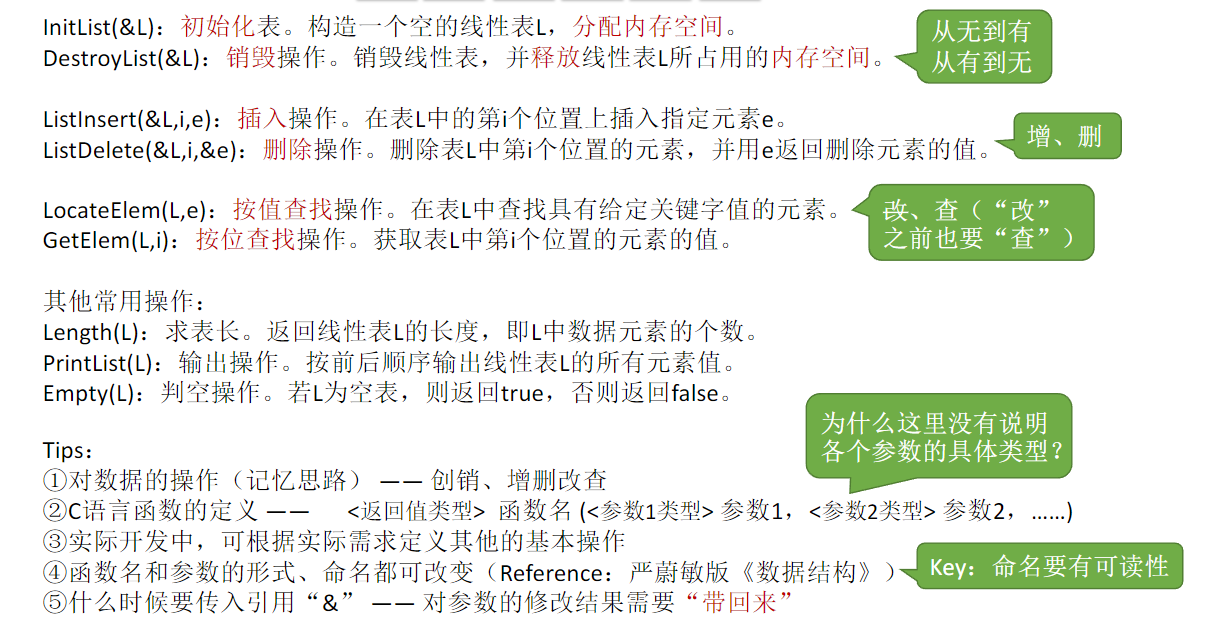 InitList(&L)：初始化表。构造一个空的线性表L，分配内存空间。
DestroyList(&L)：销毁操作。销毁线性表，并释放线性表L所占用的内存空间。
从无到有
从有到无
ListInsert(&L,i,e)：插入操作。在表L中的第i个位置上插入指定元素e。
ListDelete(&L,i,&e)：删除操作。删除表L中第i个位置的元素，并用e返回删除元素的值。
增、删
LocateElem(L,e)：按值查找操作。在表L中查找具有给定关键字值的元素。
GetElem(L,i)：按位查找操作。获取表L中第i个位置的元素的值。
改、查（“改”
之前也要“查”）
其他常用操作：
Length(L)：求表长。返回线性表L的长度，即L中数据元素的个数。
PrintList(L)：输出操作。按前后顺序输出线性表L的所有元素值。
Empty(L)：判空操作。若L为空表，则返回true，否则返回false。
为什么这里没有说明
各个参数的具体类型？
Tips：
①对数据的操作（记忆思路） —— 创销、增删改查
②C语言函数的定义 —— <返回值类型> 函数名 (<参数1类型> 参数1，<参数2类型> 参数2，……)
③实际开发中，可根据实际需求定义其他的基本操作
④函数名和参数的形式、命名都可改变（Reference：严蔚敏版《数据结构》）
Key：命名要有可读性
⑤什么时候要传入引用“&” —— 对参数的修改结果需要“带回来”